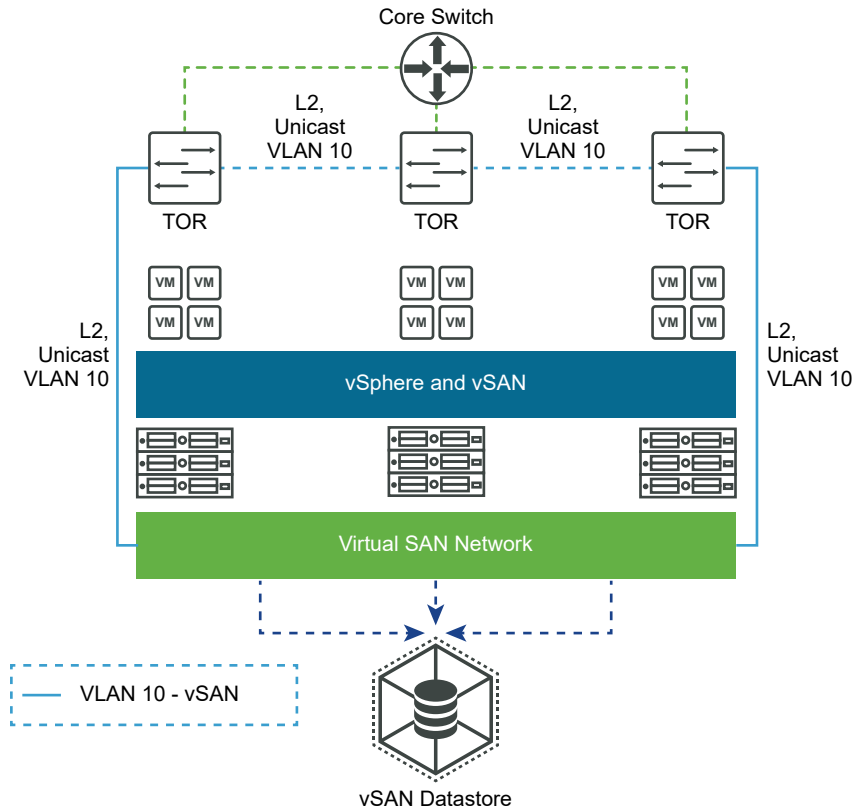 Core Switch
L2,
Unicast
VLAN 10
L2,
Unicast
VLAN 10
TOR
TOR
TOR
VM VM
VM VM
VM VM
VM VM
VM VM
VM VM
L2,
Unicast
VLAN 10
vSphere and vSAN
L2,
Unicast
VLAN 10
Virtual SAN Network
VLAN 10 - vSAN
vSAN Datastore